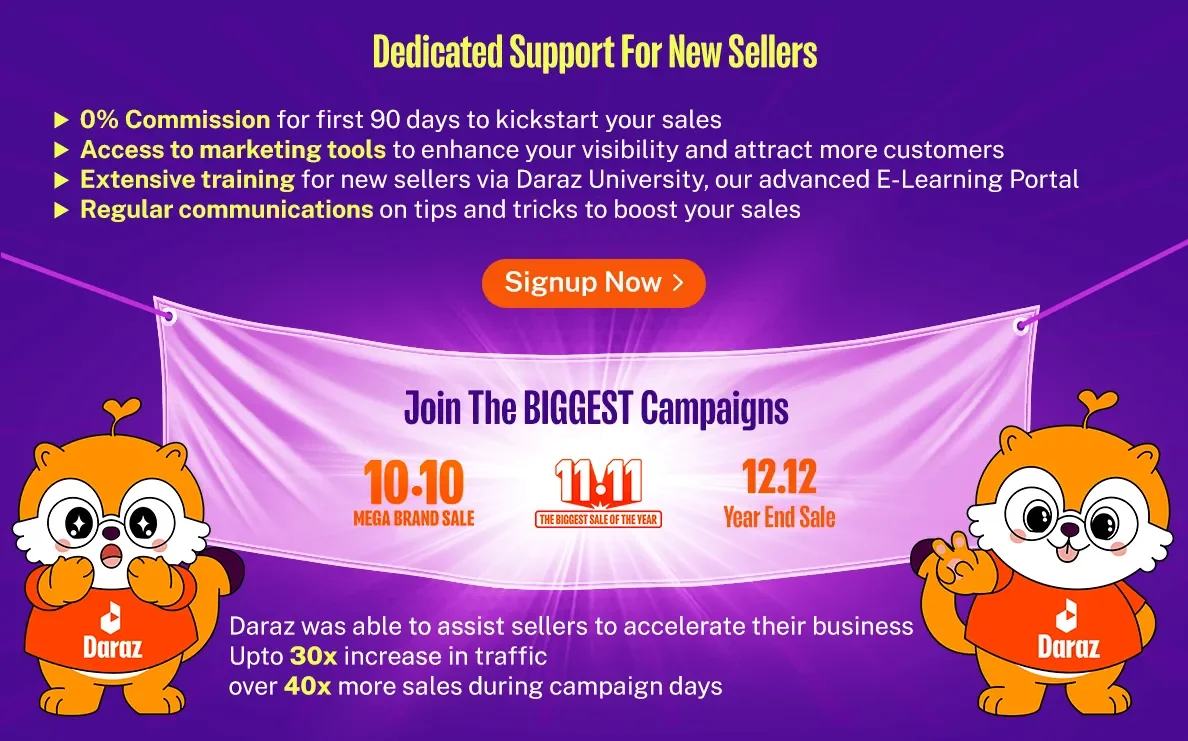 Dedicated Support For New Sellers
0% Commission for first 90 days to kickstart your sales
Access to marketing tools to enhance your visibility and attract more customers
Extensive training for new sellers via Daraz University, our advanced E-Learning Portal
Regular communications on tips and tricks to boost your sales
Signup Now >
Join The BIGGEST Campaigns
10.10
MEGA BRAND SALE
11.11
THE BIGGEST SALE OF THE YEAR
12.12
Year End Sale
Daraz
Daraz was able to assist sellers to accelerate their business
Upto 30x increase in traffic
over 40x more sales during campaign days
Daraz